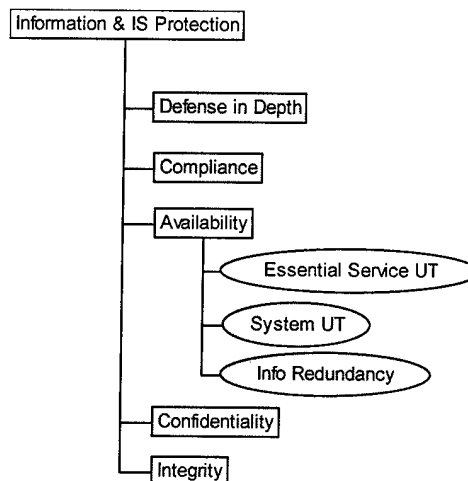 Information & IS Protection
Defense in Depth
Compliance
Availability
Essential Service UT
System UT
Info Redundancy
Confidentiality
Integrity